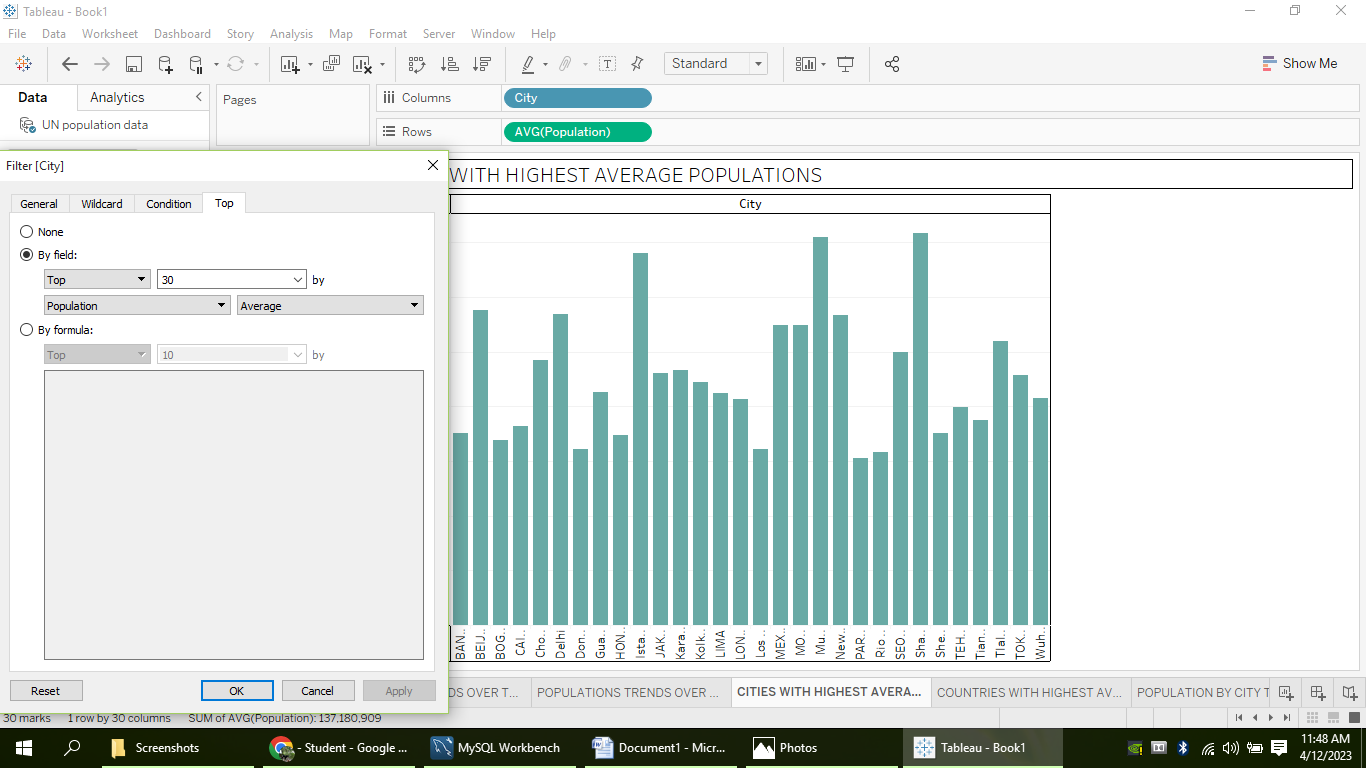 Tableau - Book1
File Data Worksheet Dashboard Story Analysis Map Format Server Window Help
Standard
Show Me
Data Analytics
UN population data
Pages
Columns City
Rows AVG(Population)
Filter [City]
General Wildcard Condition Top
None
By field:
Top 30 by
Population Average
By formula:
Top 10 by
Reset OK Cancel Apply
WITH HIGHEST AVERAGE POPULATIONS
City
BAN..
BEIJ..
BOG..
CAI..
Cho..
Delhi
Don..
Gua..
HON..
Ista..
JAK..
Kara..
Kolk..
LIMA
LON..
Los ..
MEX..
MO..
Mu..
New..
PAR..
Rio ..
SEO..
Sha..
She..
TEH..
Tian..
Tlal..
TOK..
Wuh..
DS OVER T... POPULATIONS TRENDS OVER ... CITIES WITH HIGHEST AVERA... COUNTRIES WITH HIGHEST AV... POPULATION BY CITY T
30 marks 1 row by 30 columns SUM of AVG(Population): 137,180,909
Screenshots - Student - Google ... MySQL Workbench Document1 - Micr... Photos Tableau - Book1
11:48 AM
4/12/2023